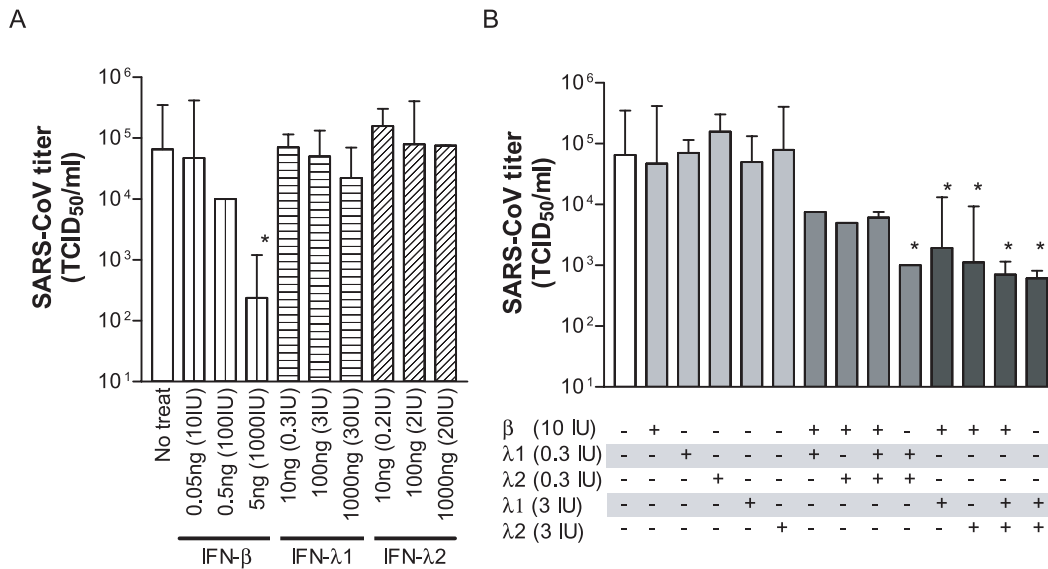 A
SARS-CoV titer
(TCID₅₀/ml)
10⁶
10⁵
10⁴
10³
10²
10¹
*
No treat
0.05ng (10IU)
0.5ng (100IU)
5ng (1000IU)
10ng (0.3IU)
100ng (3IU)
1000ng (30IU)
10ng (0.2IU)
100ng (2IU)
1000ng (20IU)
IFN-β
IFN-λ1
IFN-λ2
B
SARS-CoV titer
(TCID₅₀/ml)
10⁶
10⁵
10⁴
10³
10²
10¹
* * * * *
β (10 IU) - + - - - - + + + - + + + -
λ1 (0.3 IU) - - + - - - + - + + - - - -
λ2 (0.3 IU) - - - + - - - + + + - - - -
λ1 (3 IU) - - - - + - - - - - + - + +
λ2 (3 IU) - - - - - + - - - - - + + +